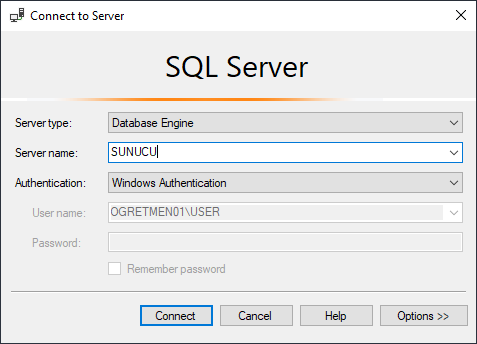 Connect to Server
SQL Server
Server type: Database Engine
Server name: SUNUCU
Authentication: Windows Authentication
User name: OGRETMEN01\USER
Password:
Remember password
Connect Cancel Help Options >>